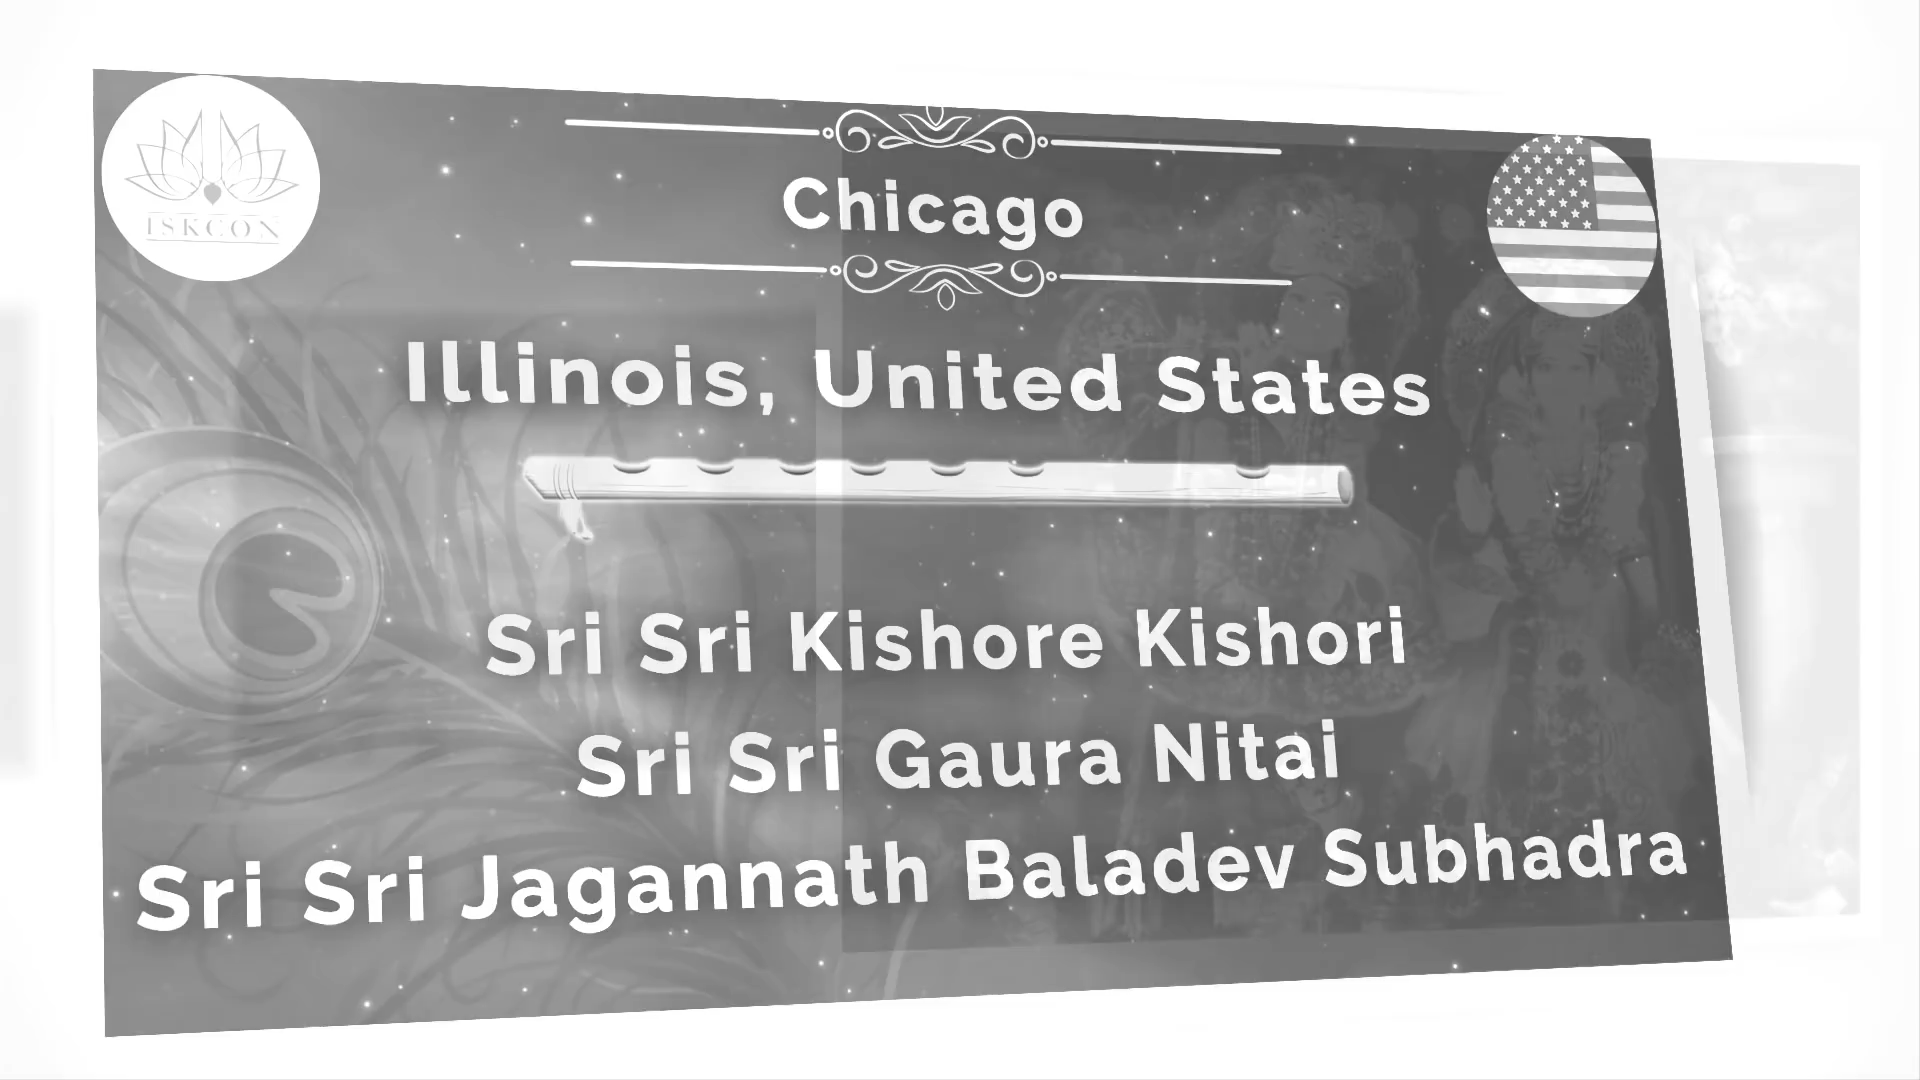 ISKCON
Chicago
Illinois, United States
Sri Sri Kishore Kishori
Sri Sri Gaura Nitai
Sri Sri Jagannath Baladev Subhadra